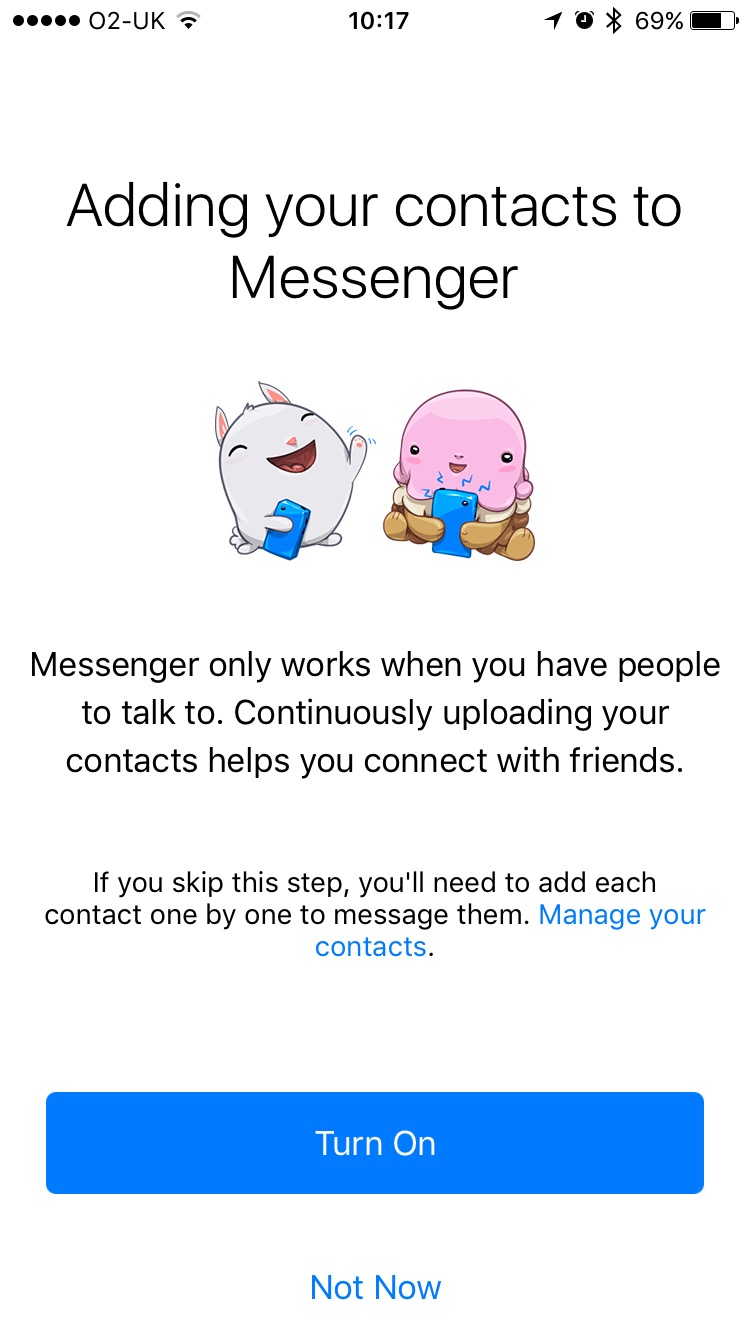 O2-UK 10:17 69%
Adding your contacts to
Messenger
Messenger only works when you have people
to talk to. Continuously uploading your
contacts helps you connect with friends.
If you skip this step, you'll need to add each
contact one by one to message them. Manage your
contacts.
Turn On
Not Now